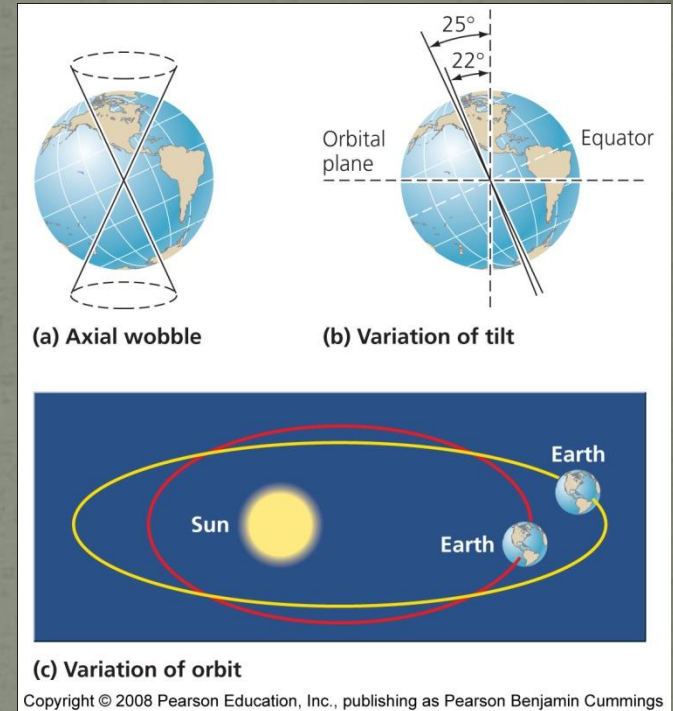 25°
22°
Orbital
plane
Equator
(a) Axial wobble
(b) Variation of tilt
Earth
Sun
Earth
(c) Variation of orbit
Copyright © 2008 Pearson Education, Inc., publishing as Pearson Benjamin Cummings